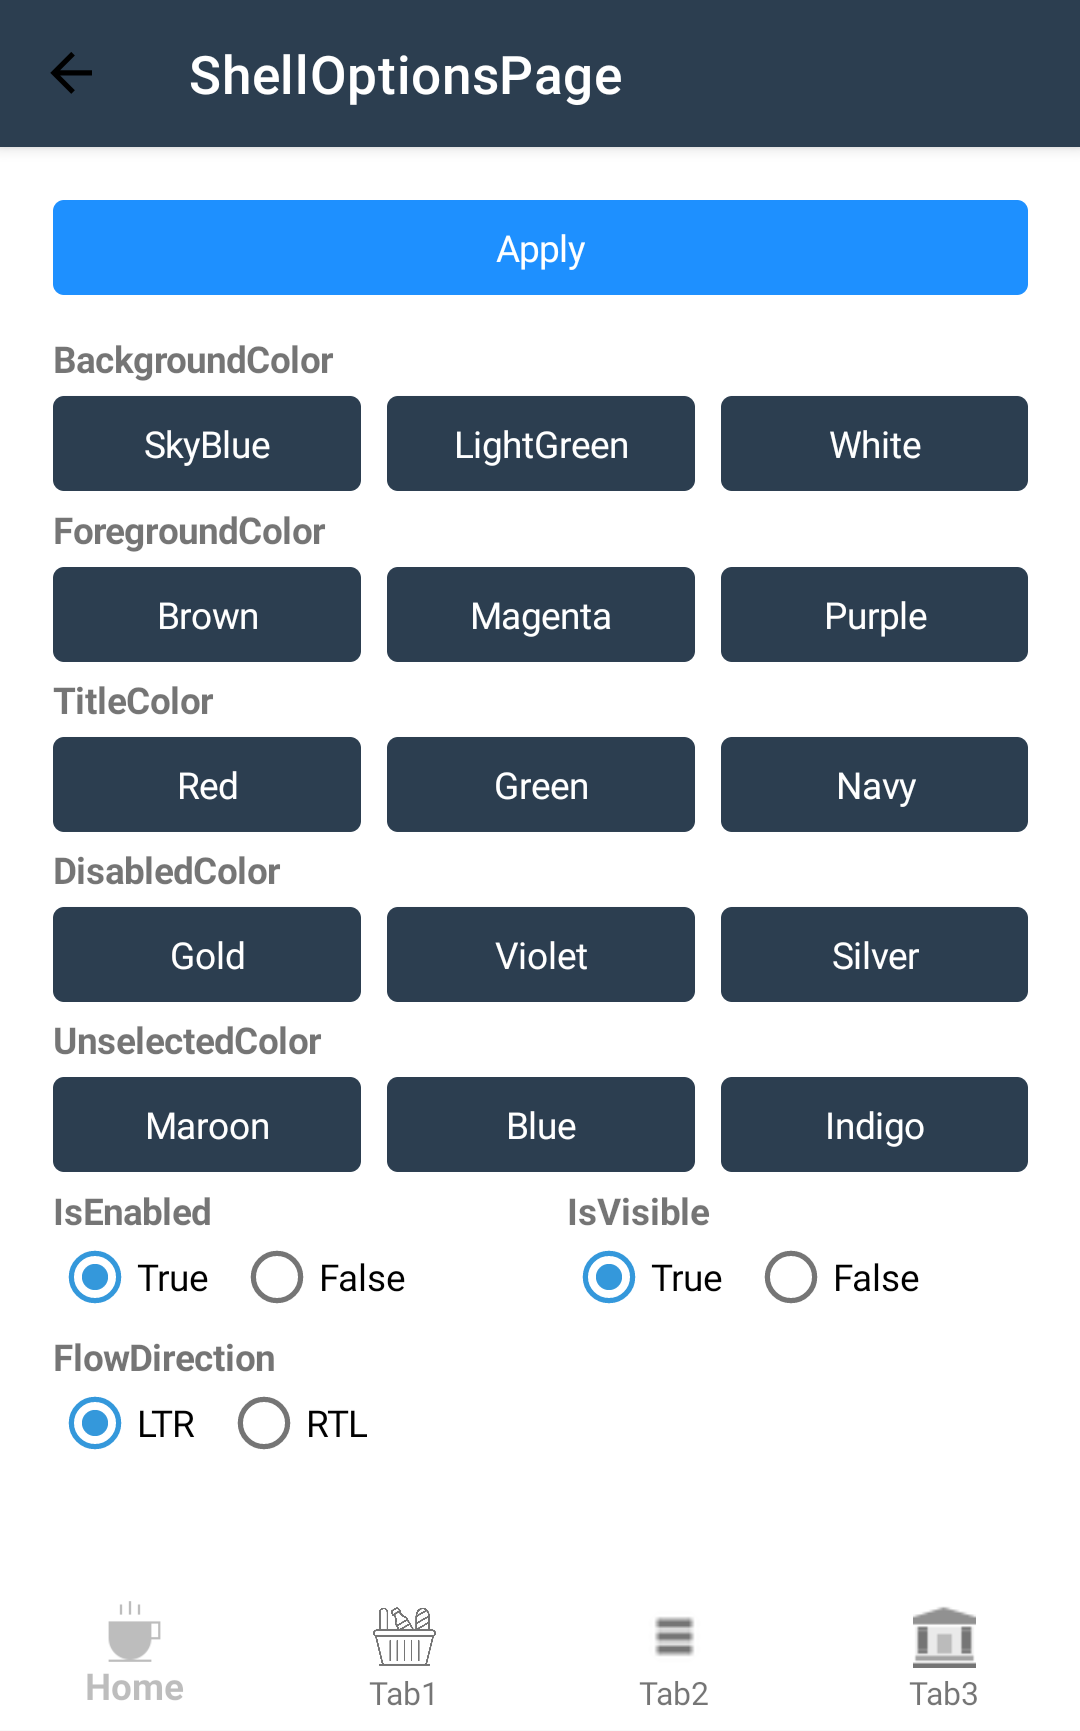 ShellOptionsPage
Apply
BackgroundColor
SkyBlue LightGreen White
ForegroundColor
Brown Magenta Purple
TitleColor
Red Green Navy
DisabledColor
Gold Violet Silver
UnselectedColor
Maroon Blue Indigo
IsEnabled IsVisible
True False True False
FlowDirection
LTR RTL
Home Tab1 Tab2 Tab3